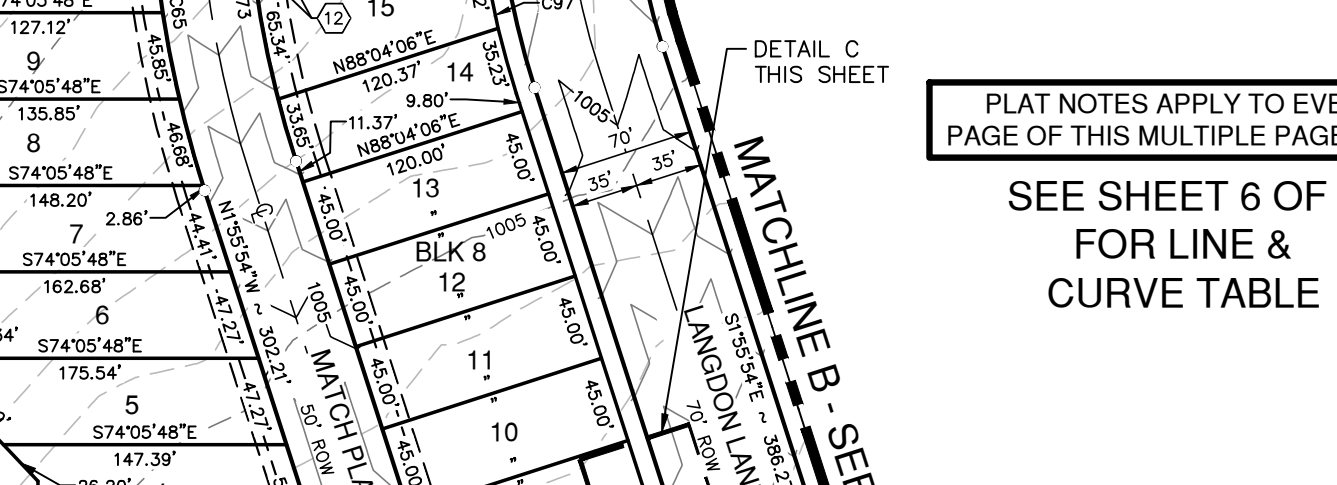 127.12'
9
S74°05'48"E
135.85'
8
S74°05'48"E
148.20'
7
S74°05'48"E
162.68'
6
S74°05'48"E
175.54'
5
S74°05'48"E
147.39'
45.85'
46.68'
2.86'
44.41'
47.27'
47.27'
C65
73
N1°55'54"W ~ 302.21'
MATCH PLA
50' ROW
1005
65.34'
12
15
N88°04'06"E
120.37'
14
35.23'
9.80'
33.65'
11.37'
N88°04'06"E
120.00'
13
"
45.00'
45.00'
"
BLK 8
1005
12
"
45.00'
45.00'
11
"
45.00'
45.00'
10
"
45.00'
45.00
C97
1005
70'
35'
35'
DETAIL C
THIS SHEET
LANGDON LAN
70' ROW
S1°55'54"E ~ 386.2
MATCHLINE B - SEE
PLAT NOTES APPLY TO EVE
PAGE OF THIS MULTIPLE PAGE
SEE SHEET 6 OF
FOR LINE &
CURVE TABLE